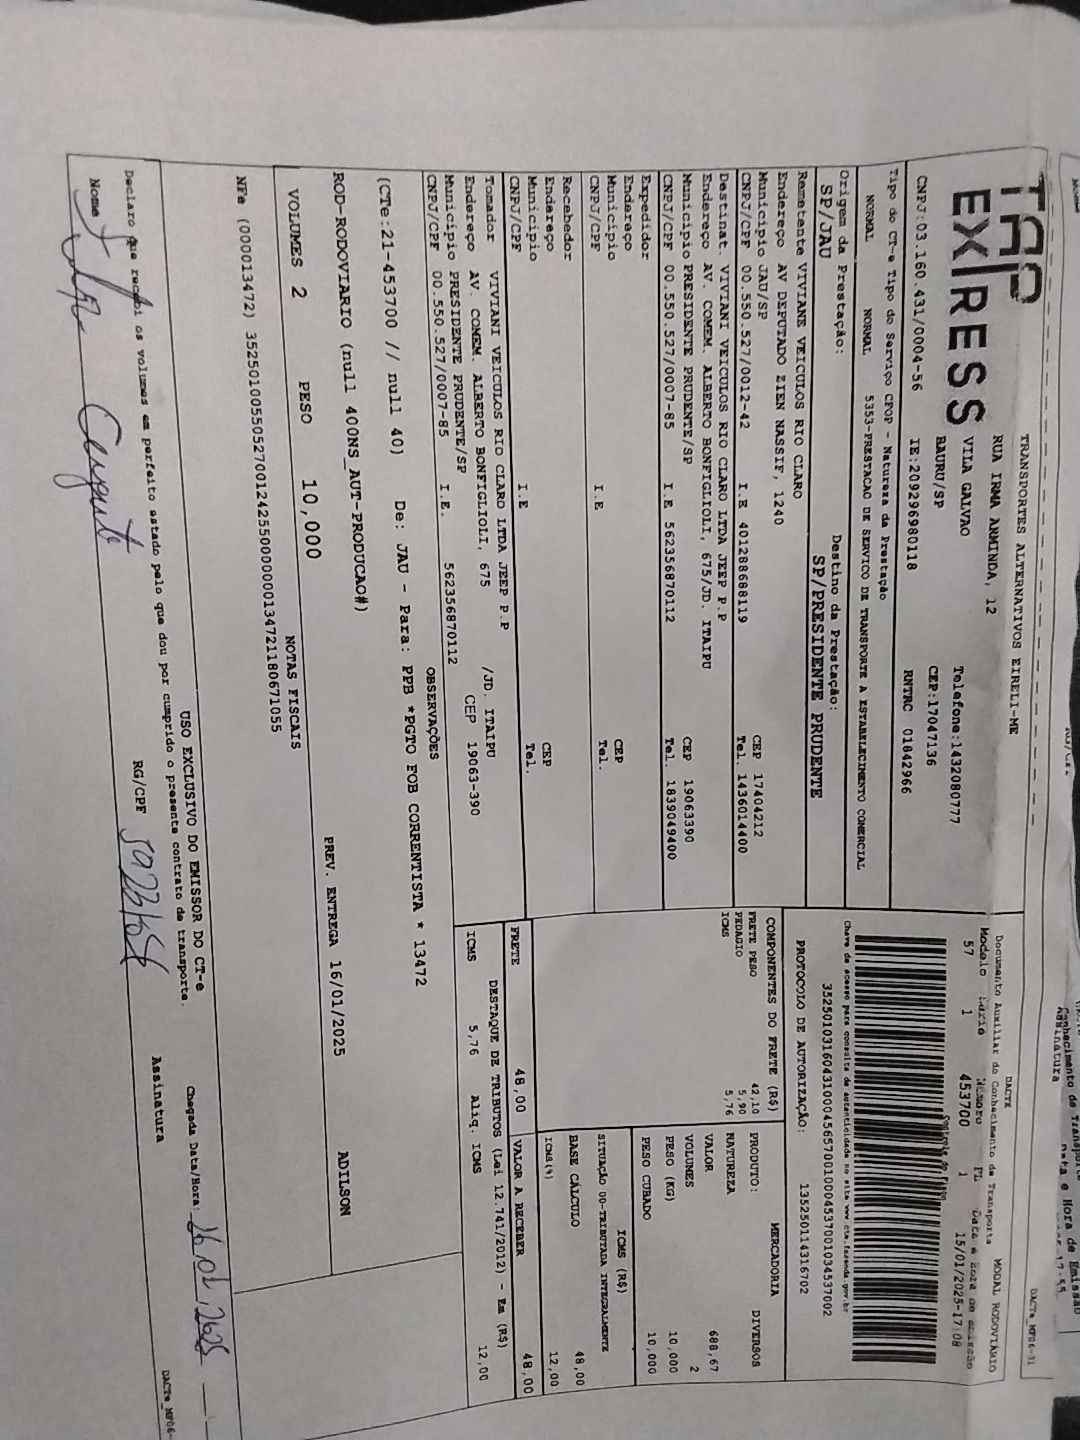 TRANSPORTES ALTERNATIVOS EIRELI-ME
TAP
EXPRESS
RUA IRMA ARMINDA, 12
VILA GALVAO
BAURU/SP
Telefone:1432080777
CEP:17047136
CNPJ:03.160.431/0004-56
IE:209296980118
RNTRC 01842966
Tipo do CT-e Tipo do Serviço CFOP - Natureza da Prestação
NORMAL NORMAL 5353-PRESTACAO DE SERVICO DE TRANSPORTE A ESTABELECIMENTO COMERCIAL
Origem da Prestação: Destino da Prestação:
SP/JAU SP/PRESIDENTE PRUDENTE
Remetente VIVIANE VEICULOS RIO CLARO
Endereço AV DEPUTADO ZIEN NASSIF, 1240
Município JAU/SP CEP 17404212
CNPJ/CPF 00.550.527/0012-42 I.E 401288688119 Tel. 1436014400
Destinat. VIVIANI VEICULOS RIO CLARO LTDA JEEP P.P
Endereço AV. COMEM. ALBERTO BONFIGLIOLI, 675/JD. ITAIPU
Município PRESIDENTE PRUDENTE/SP CEP 19063390
CNPJ/CPF 00.550.527/0007-85 I.E 562356870112 Tel. 1839049400
Expedidor
Endereço
Município CEP
CNPJ/CPF I.E Tel.
Recebedor
Endereço
Município CEP
CNPJ/CPF I.E Tel.
Tomador VIVIANI VEICULOS RIO CLARO LTDA JEEP P.P
Endereço AV. COMEM. ALBERTO BONFIGLIOLI, 675 /JD. ITAIPU
Município PRESIDENTE PRUDENTE/SP CEP 19063-390
CNPJ/CPF 00.550.527/0007-85 I.E. 562356870112
DACTE
Documento Auxiliar do Conhecimento de Transporte MODAL RODOVIÁRIO
Modelo Série Número FL Data e hora de emissão
57 1 453700 1 15/01/2025-17:08
Controle do Fisco
Chave de acesso para consulta de autenticidade no site www.cte.fazenda.gov.br
35250103160431000456570010004537001034537002
PROTOCOLO DE AUTORIZAÇÃO: 135250114316702
COMPONENTES DO FRETE (R$)
FRETE PESO 42,10
PEDAGIO 5,90
ICMS 5,76
MERCADORIA
PRODUTO: DIVERSOS
NATUREZA
VALOR 688,67
VOLUMES 2
PESO (KG) 10,000
PESO CUBADO 10,000
ICMS (R$)
SITUAÇÃO 00-TRIBUTADA INTEGRALMENTE
BASE CÁLCULO 48,00
ICMS(%) 12,00
FRETE 48,00 VALOR A RECEBER 48,00
DESTAQUE DE TRIBUTOS (Lei 12.741/2012) - Em (R$)
ICMS 5,76 Aliq. ICMS 12,00
OBSERVAÇÕES
(CTe:21-453700 // null 40) De: JAU - Para: PPB *PGTO FOB CORRENTISTA * 13472
ROD-RODOVIARIO (null 400NS_AUT-PRODUCAO#)
VOLUMES 2 PESO 10,000 PREV. ENTREGA 16/01/2025 ADILSON
NOTAS FISCAIS
NFe (000013472) 35250100550527001242550000000134721180671055
USO EXCLUSIVO DO EMISSOR DO CT-e
Declaro que recebi os volumes em perfeito estado pelo que dou por cumprido o presente contrato de transporte.
Chegada Data/Hora: 16 01 2025
Nome RG/CPF Assinatura
DACTe_MF06-
DACTe_MF06-31
Assinatura
Data e Hora de Emissão